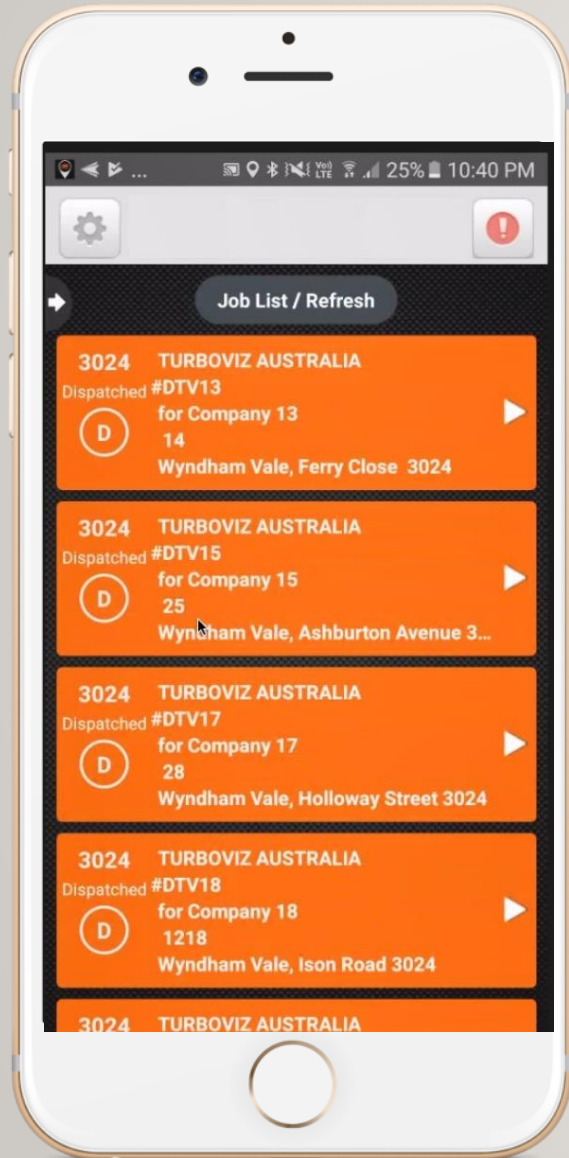 ... VoI) LTE 25% 10:40 PM
Job List / Refresh
3024 TURBOVIZ AUSTRALIA
Dispatched #DTV13
for Company 13
D
14
Wyndham Vale, Ferry Close 3024
3024 TURBOVIZ AUSTRALIA
Dispatched #DTV15
for Company 15
D
25
Wyndham Vale, Ashburton Avenue 3...
3024 TURBOVIZ AUSTRALIA
Dispatched #DTV17
for Company 17
D
28
Wyndham Vale, Holloway Street 3024
3024 TURBOVIZ AUSTRALIA
Dispatched #DTV18
for Company 18
D
1218
Wyndham Vale, Ison Road 3024
3024 TURBOVIZ AUSTRALIA